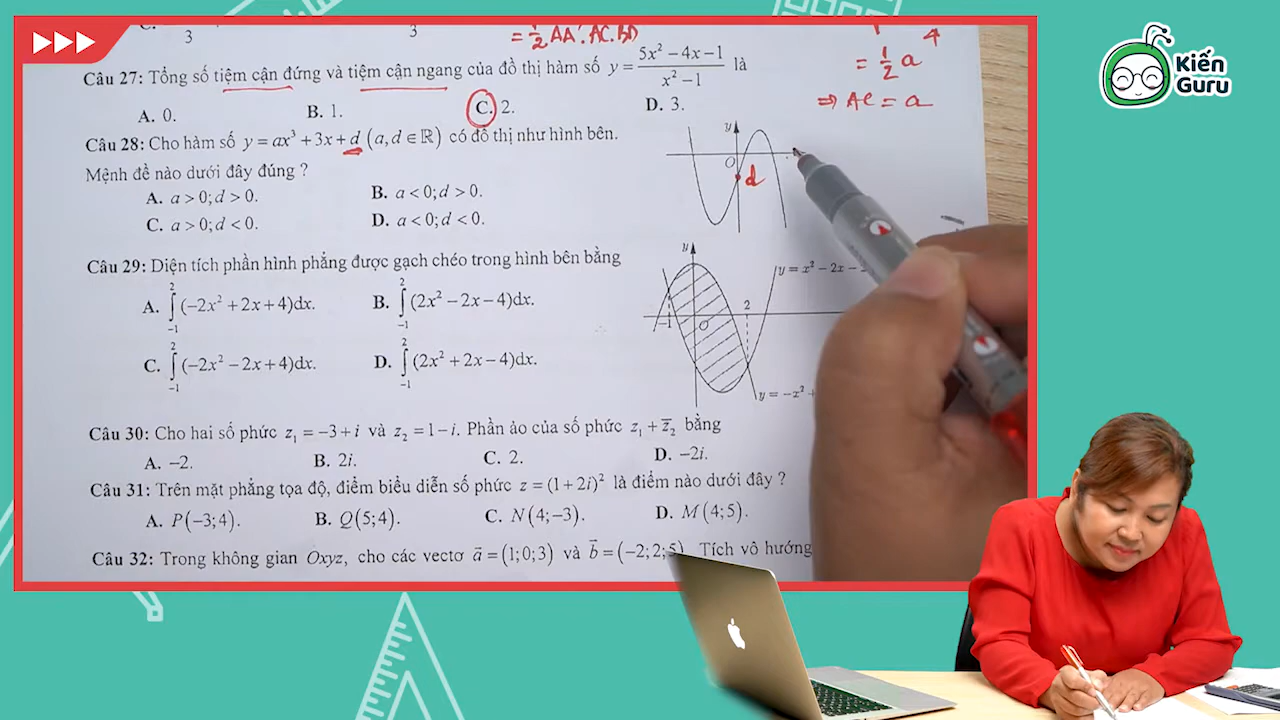 C.
3
3
= 1/2 AA'.AC.BD
4
= 1/2 a
⇒ AC = a
Câu 27: Tổng số tiệm cận đứng và tiệm cận ngang của đồ thị hàm số y = (5x² − 4x − 1)/(x² − 1) là
A. 0. B. 1. C. 2. D. 3.
Câu 28: Cho hàm số y = ax³ + 3x + d (a, d ∈ ℝ) có đồ thị như hình bên.
Mệnh đề nào dưới đây đúng ?
A. a > 0; d > 0. B. a < 0; d > 0.
C. a > 0; d < 0. D. a < 0; d < 0.
y
O
d
Câu 29: Diện tích phần hình phẳng được gạch chéo trong hình bên bằng
A. ∫₋₁² (−2x² + 2x + 4)dx. B. ∫₋₁² (2x² − 2x − 4)dx.
C. ∫₋₁² (−2x² − 2x + 4)dx. D. ∫₋₁² (2x² + 2x − 4)dx.
y
y = x² − 2x −
2
−1
O
y = −x² +
Câu 30: Cho hai số phức z₁ = −3 + i và z₂ = 1 − i. Phần ảo của số phức z₁ + z̅₂ bằng
A. −2. B. 2i. C. 2. D. −2i.
Câu 31: Trên mặt phẳng tọa độ, điểm biểu diễn số phức z = (1 + 2i)² là điểm nào dưới đây ?
A. P(−3; 4). B. Q(5; 4). C. N(4; −3). D. M(4; 5).
Câu 32: Trong không gian Oxyz, cho các vectơ a⃗ = (1; 0; 3) và b⃗ = (−2; 2; 5). Tích vô hướng
Kiến
Guru